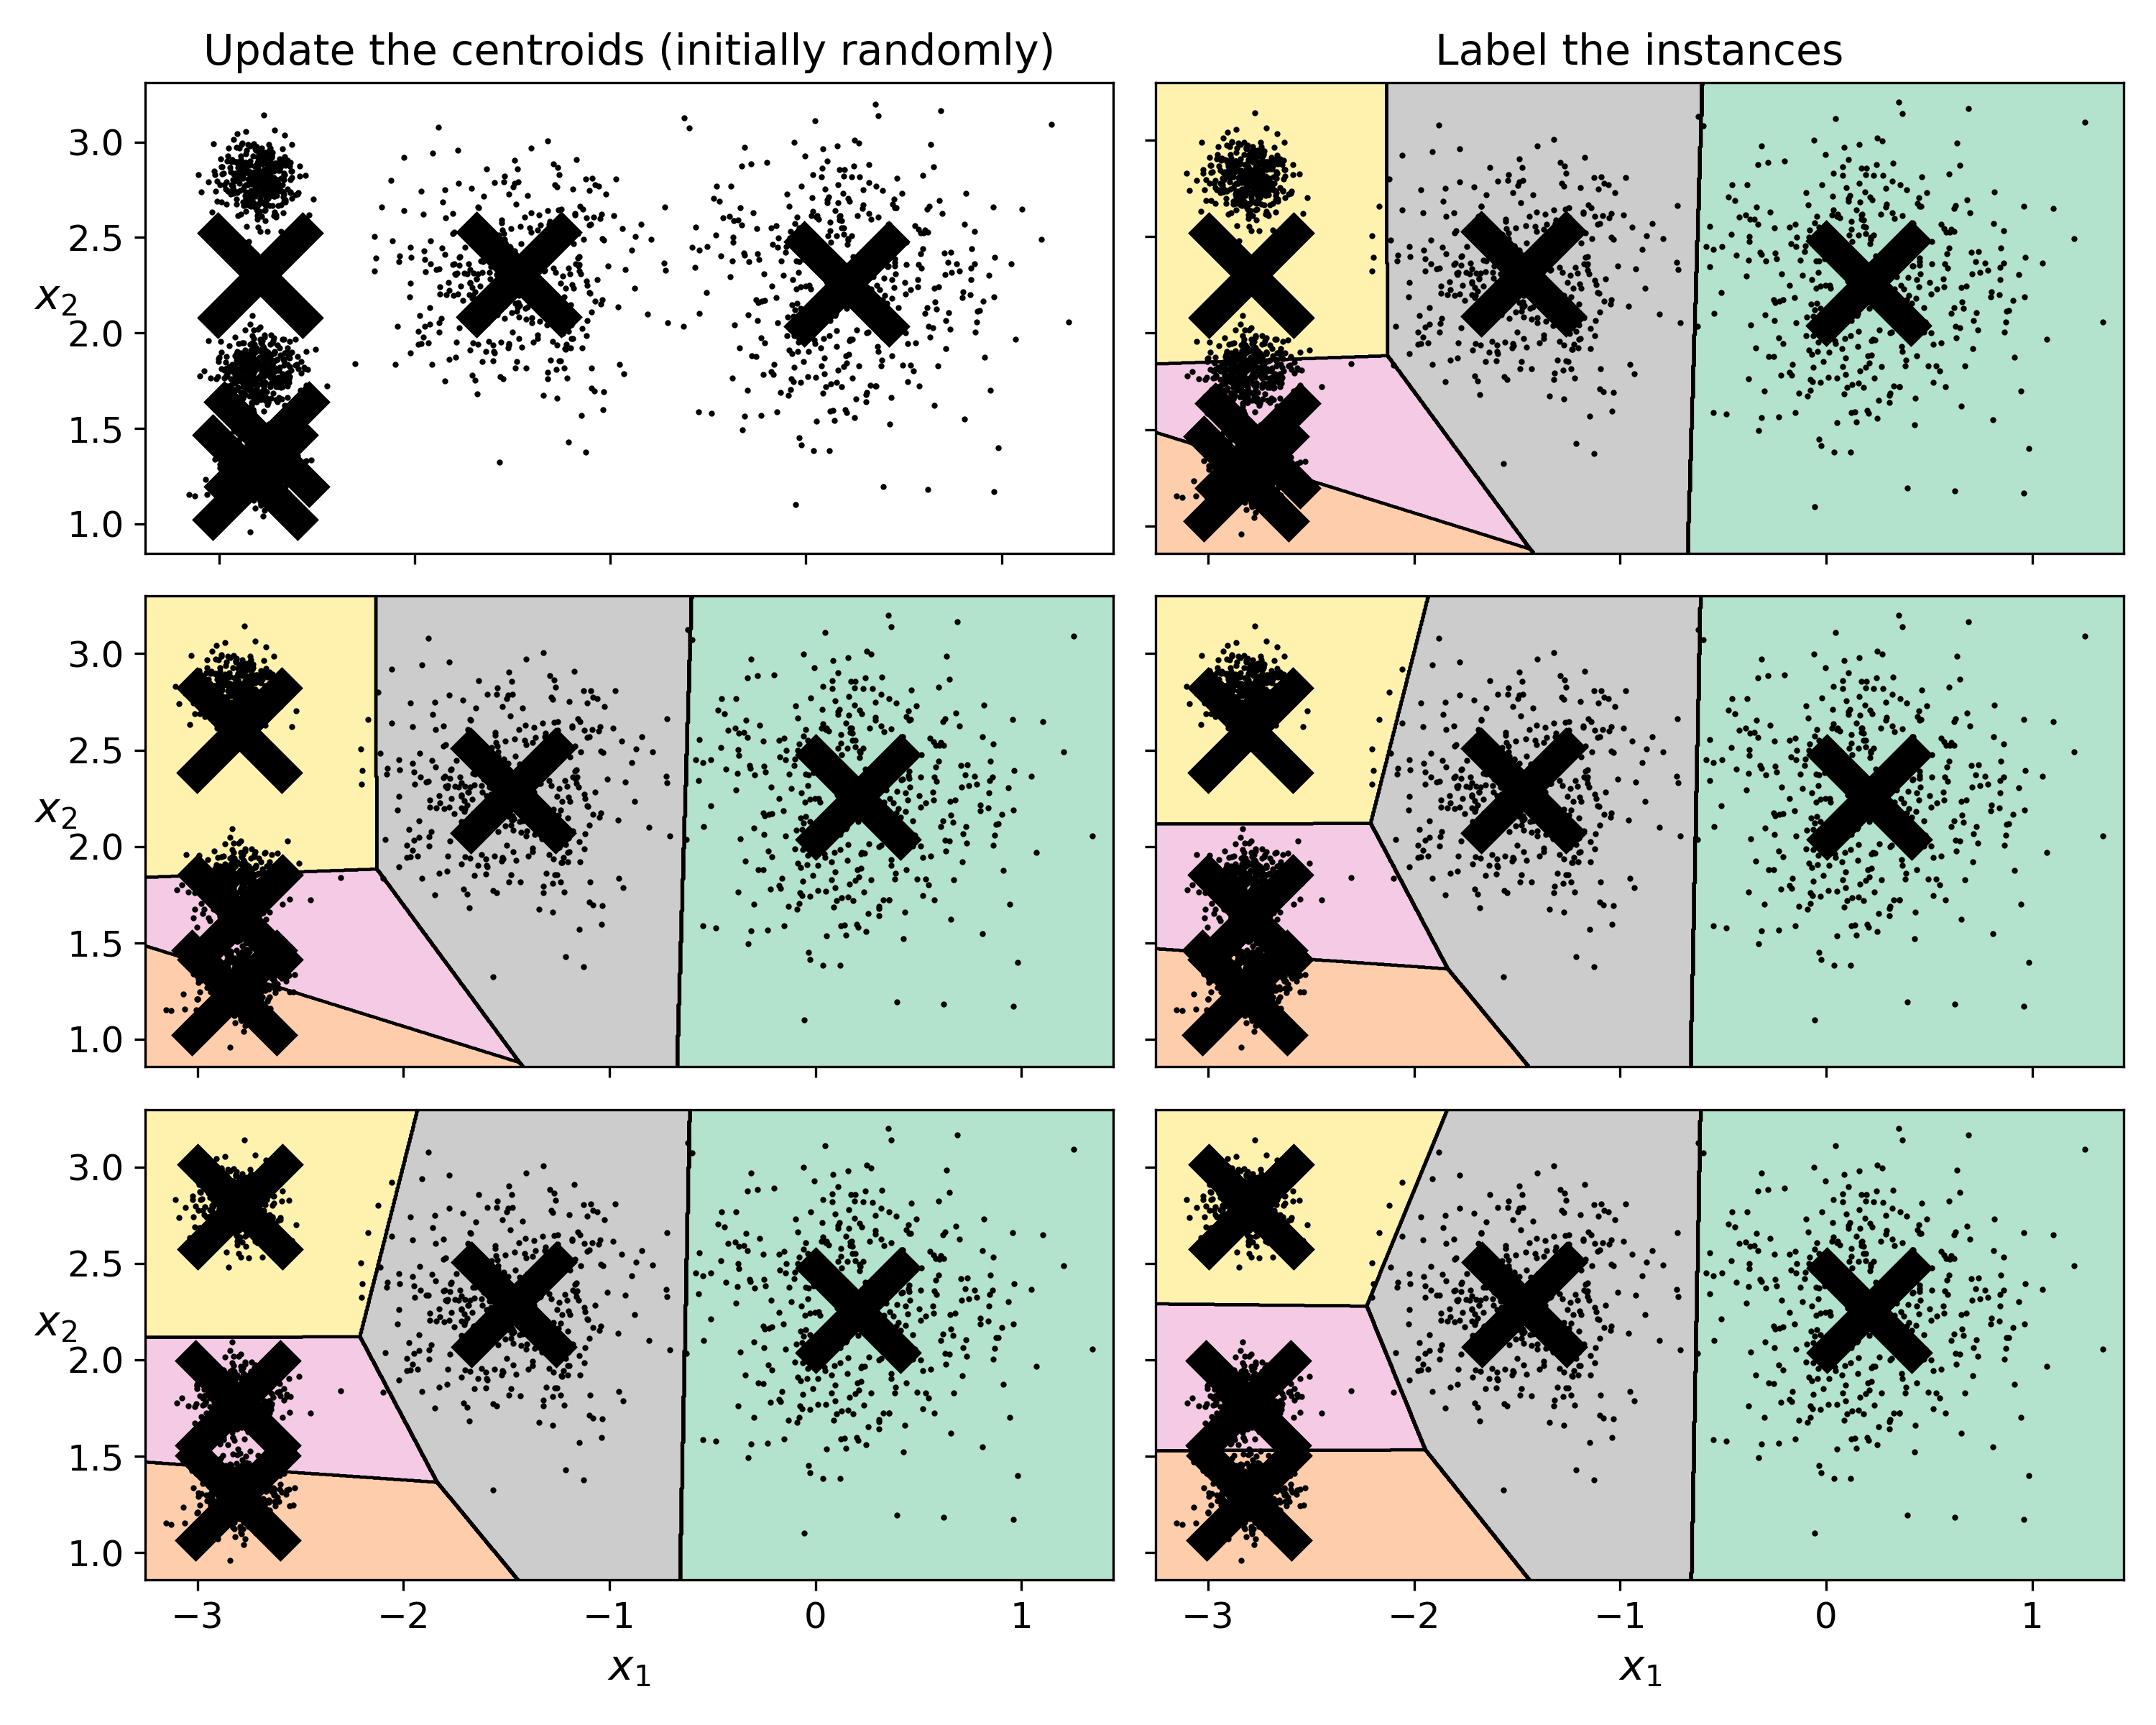 Update the centroids (initially randomly)
Label the instances
3.0
2.5
x₂
2.0
1.5
1.0
3.0
2.5
x₂
2.0
1.5
1.0
3.0
2.5
x₂
2.0
1.5
1.0
−3 −2 −1 0 1
−3 −2 −1 0 1
x₁
x₁